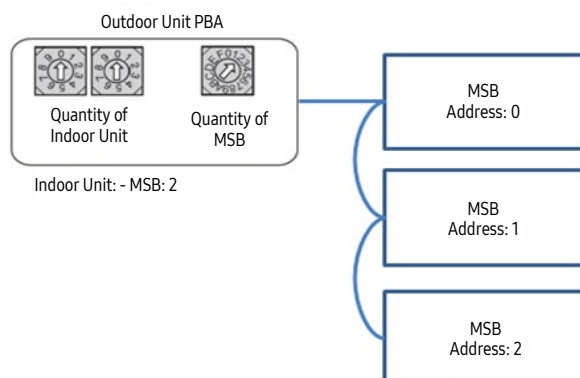 Outdoor Unit PBA
Quantity of
Indoor Unit
Quantity of
MSB
Indoor Unit: - MSB: 2
MSB
Address: 0
MSB
Address: 1
MSB
Address: 2